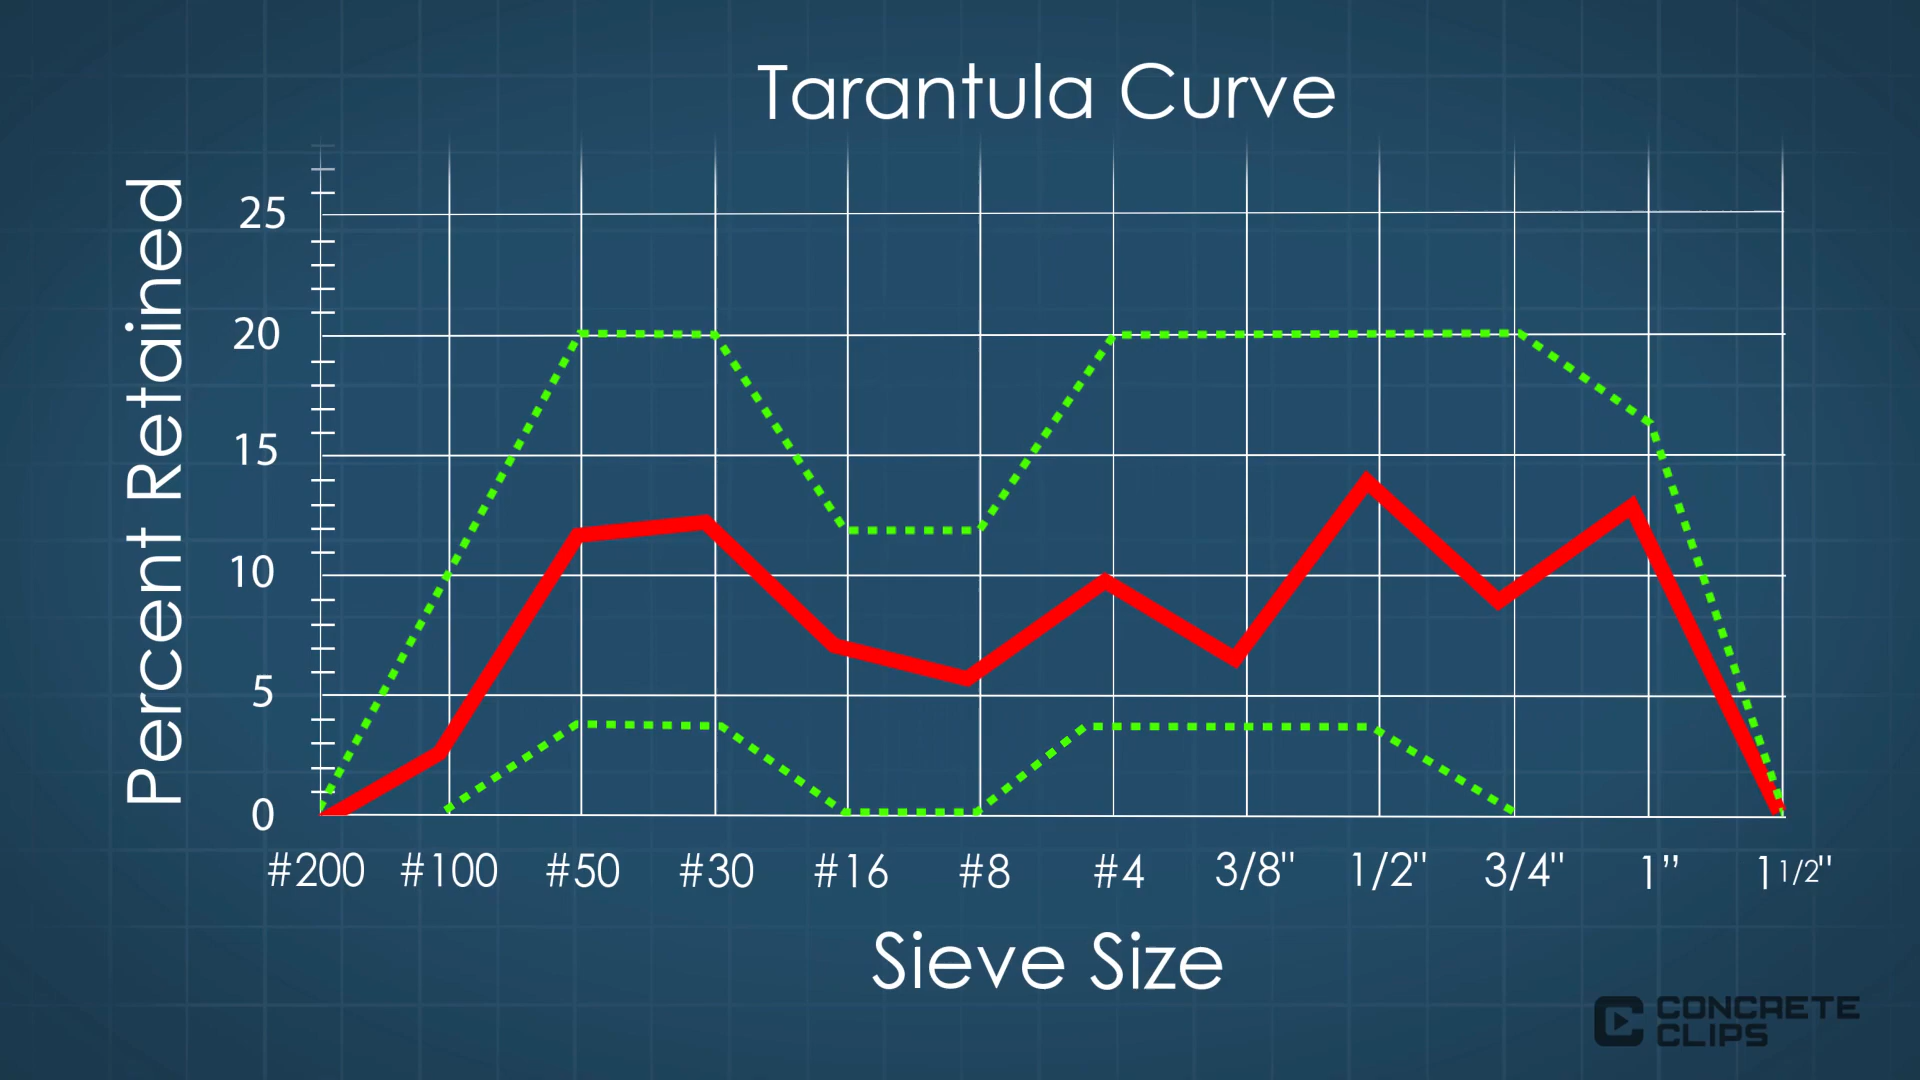 Tarantula Curve
Percent Retained
25
20
15
10
5
0
#200 #100 #50 #30 #16 #8 #4 3/8" 1/2" 3/4" 1" 1 1/2"
Sieve Size
CONCRETE
CLIPS